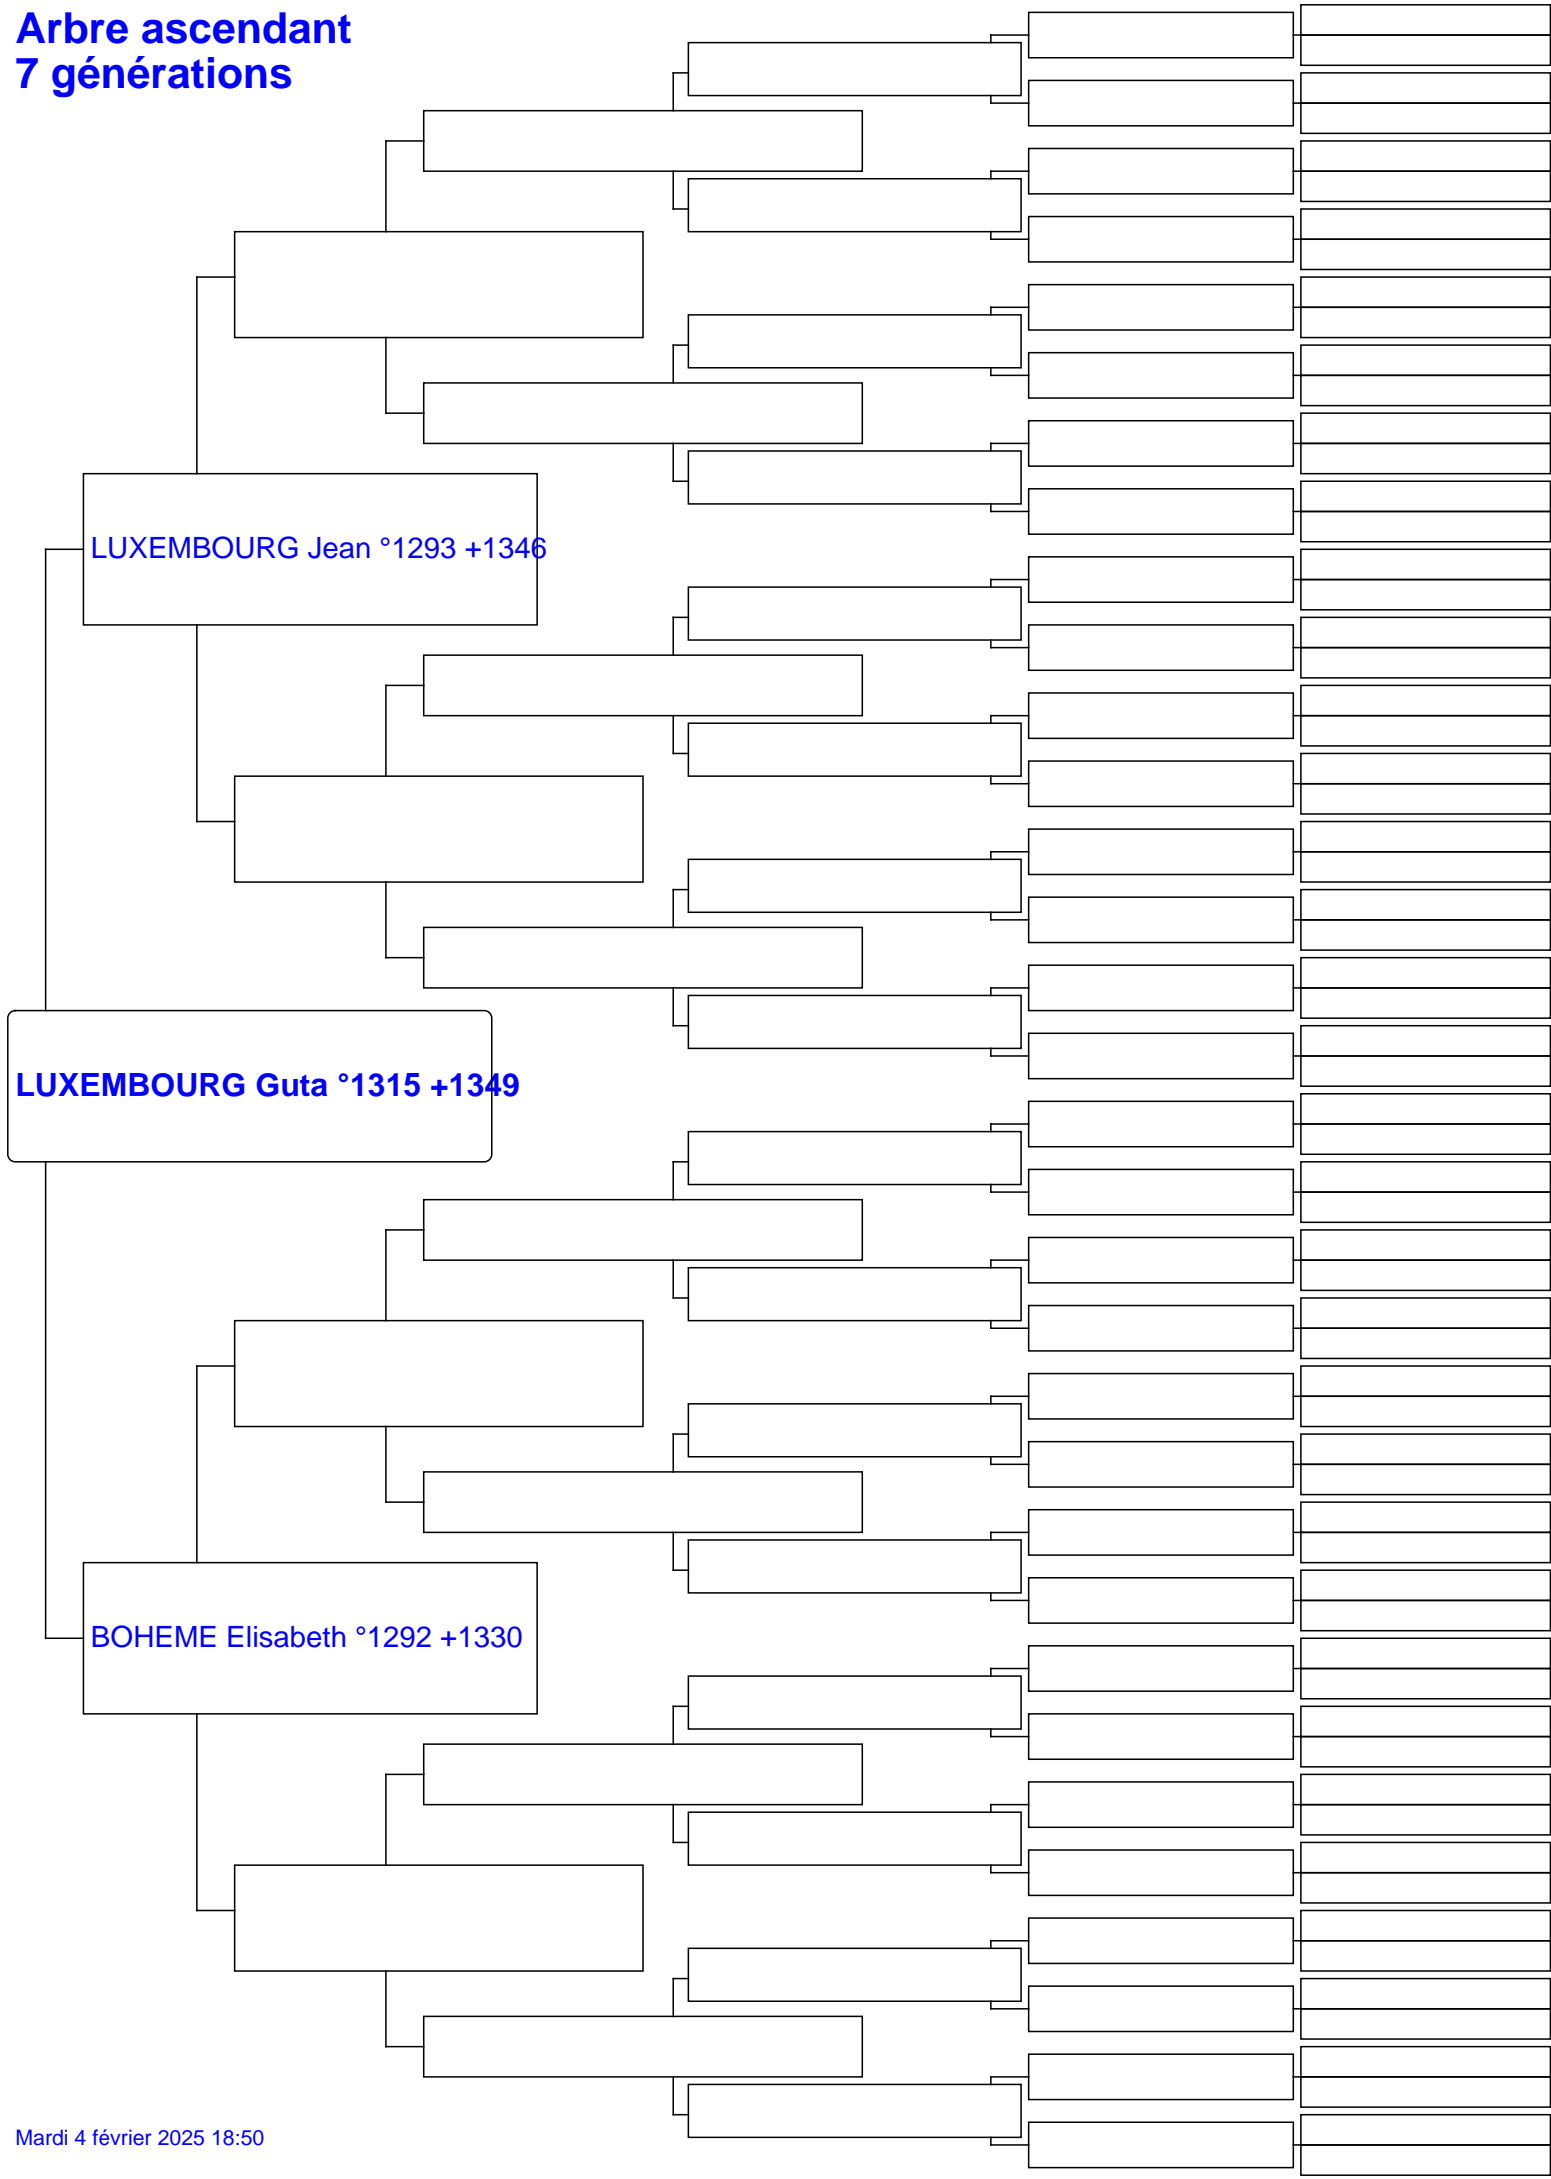 Arbre ascendant
7 générations
LUXEMBOURG Jean °1293 +1346
LUXEMBOURG Guta °1315 +1349
BOHEME Elisabeth °1292 +1330
Mardi 4 février 2025 18:50